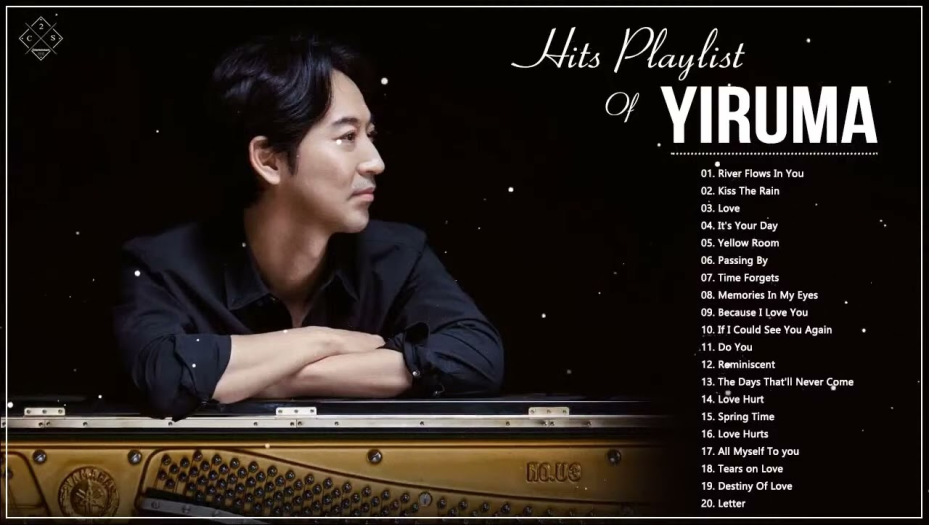 2
C S
Hits Playlist
Of YIRUMA
01. River Flows In You
02. Kiss The Rain
03. Love
04. It's Your Day
05. Yellow Room
06. Passing By
07. Time Forgets
08. Memories In My Eyes
09. Because I Love You
10. If I Could See You Again
11. Do You
12. Reminiscent
13. The Days That'll Never Come
14. Love Hurt
15. Spring Time
16. Love Hurts
17. All Myself To you
18. Tears on Love
19. Destiny Of Love
20. Letter